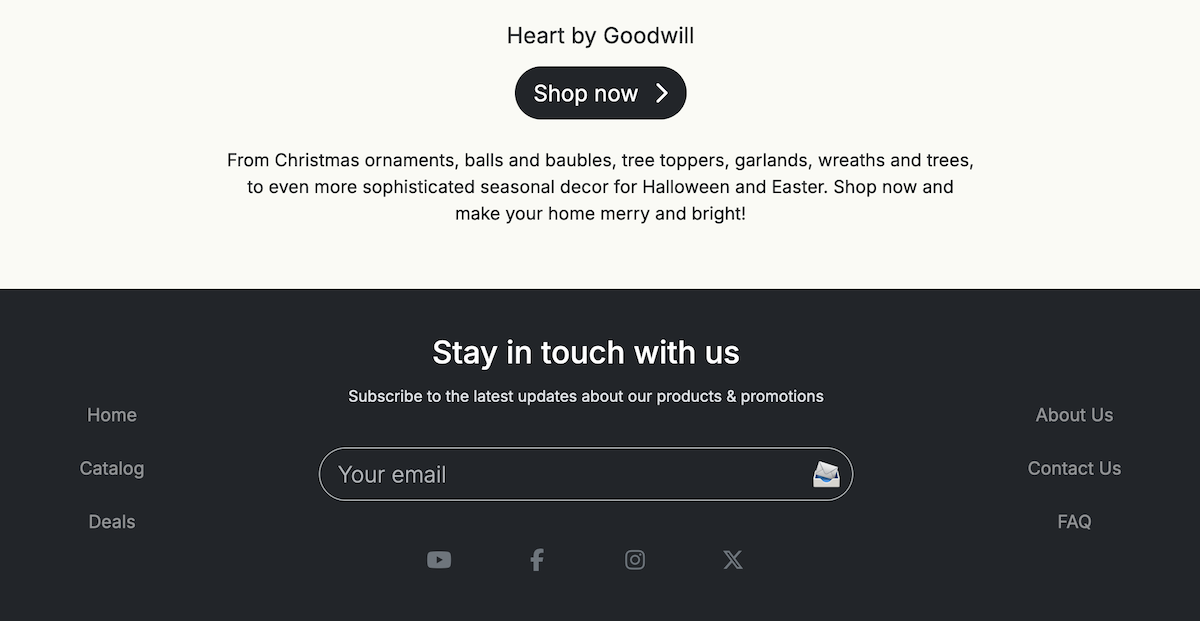 Heart by Goodwill
Shop now
From Christmas ornaments, balls and baubles, tree toppers, garlands, wreaths and trees,
to even more sophisticated seasonal decor for Halloween and Easter. Shop now and
make your home merry and bright!
Stay in touch with us
Subscribe to the latest updates about our products & promotions
Home
Catalog
Deals
Your email
About Us
Contact Us
FAQ